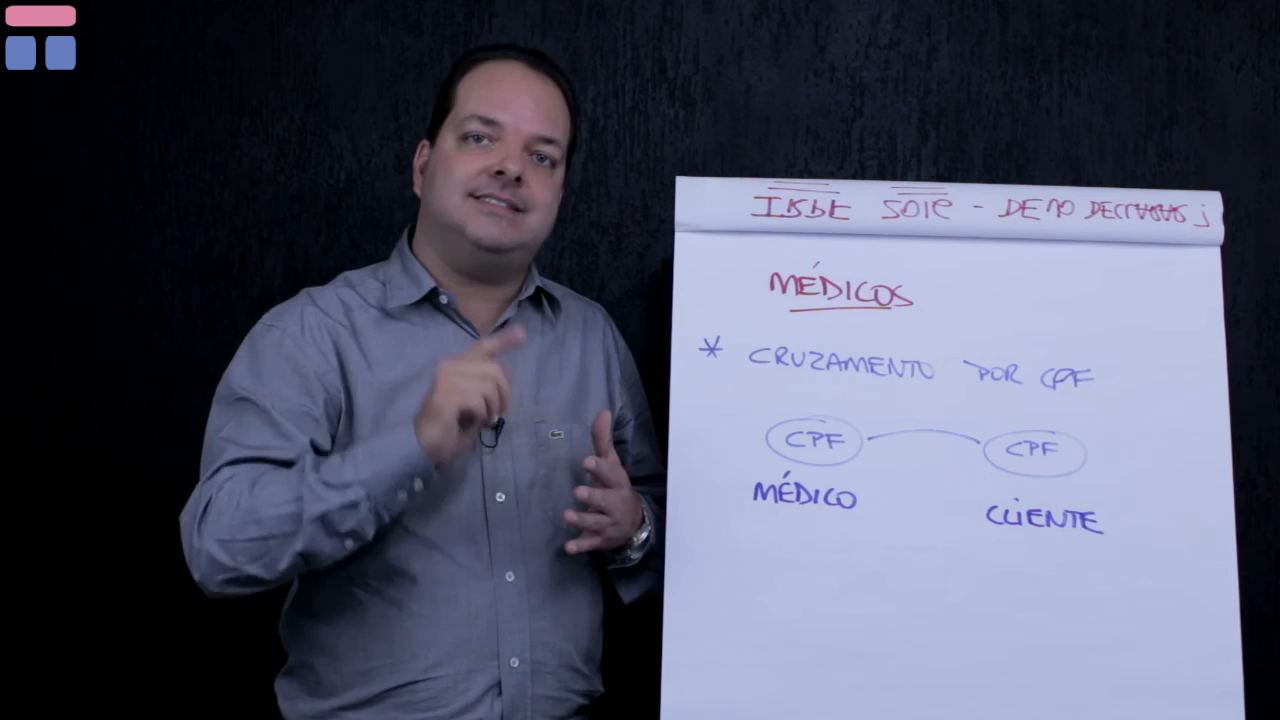 MÉDICOS
* CRUZAMENTO POR CPF
CPF CPF
MÉDICO CLIENTE